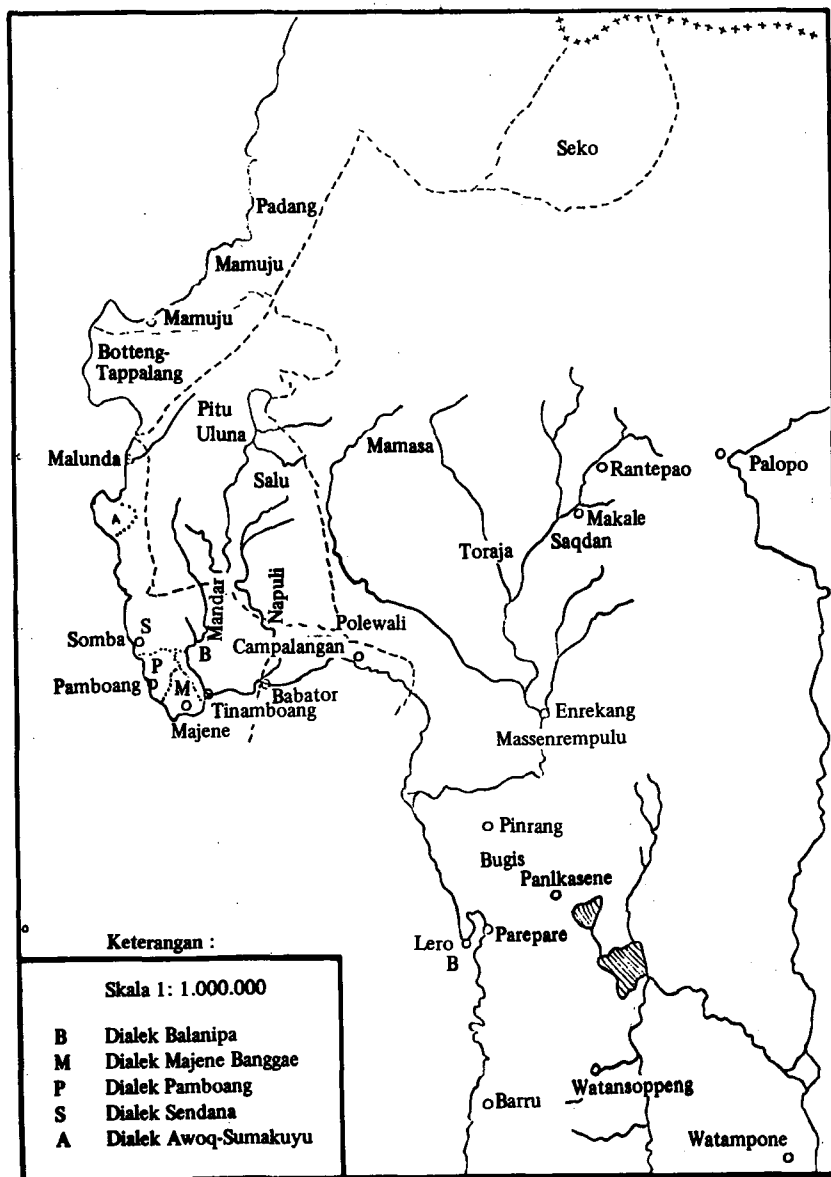 Seko
Padang
Mamuju
Mamuju
Botteng-
Tappalang
Pitu
Uluna
Malunda
Mamasa
Rantepao
Palopo
Salu
A
Makale
Toraja
Saqdan
Mandar
Napuli
S
Somba
Polewali
B
Campalangan
P
Pamboang
M
Babator
Tinamboang
Majene
Enrekang
Massenrempulu
Pinrang
Bugis
Panlkasene
Parepare
Lero
B
Keterangan :
Skala 1: 1.000.000
B Dialek Balanipa
M Dialek Majene Banggae
P Dialek Pamboang
S Dialek Sendana
A Dialek Awoq-Sumakuyu
Watansoppeng
Barru
Watampone